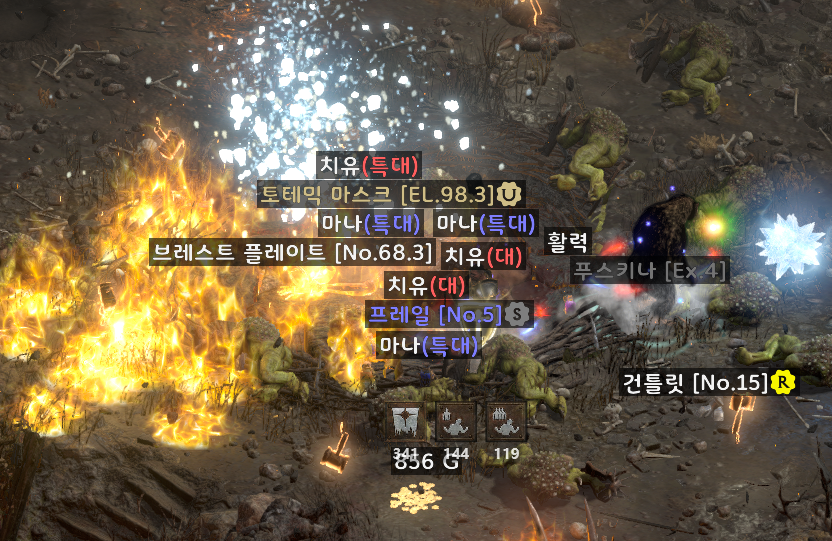 치유(특대)
토테믹 마스크 [EL.98.3] U
마나(특대) 마나(특대)
활력
브레스트 플레이트 [No.68.3] 치유(대)
푸스키나 [Ex 4]
치유(대)
프레일 [No.5] S
마나(특대)
건틀릿 [No.15] R
341 144 119
856 G